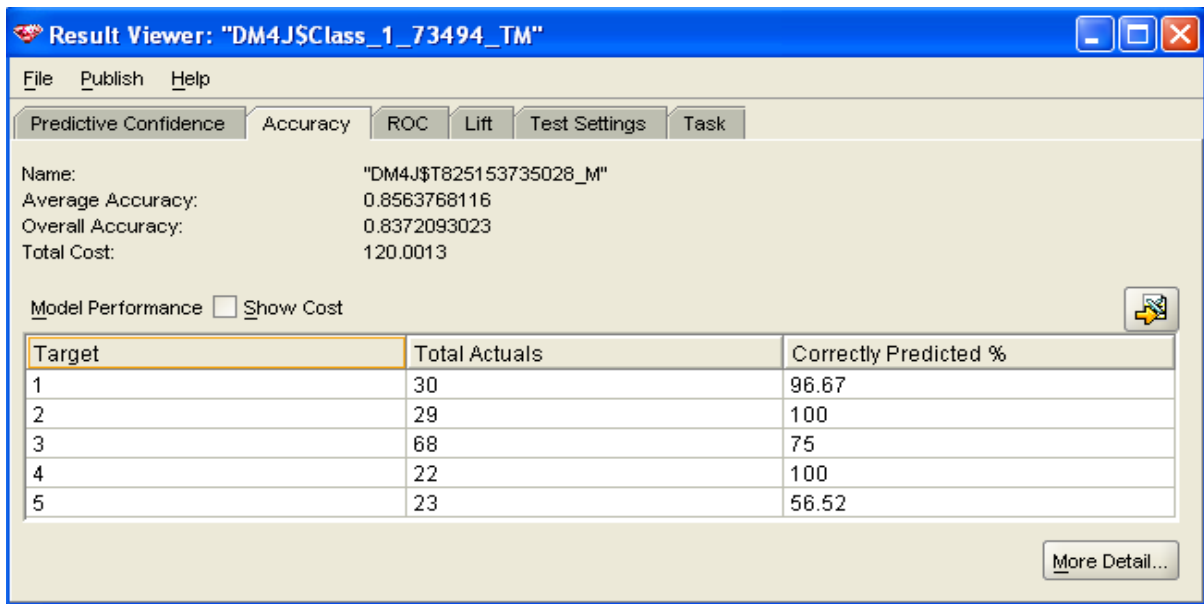 Result Viewer: "DM4J$Class_1_73494_TM"
File Publish Help
Predictive Confidence Accuracy ROC Lift Test Settings Task
Name: "DM4J$T825153735028_M"
Average Accuracy: 0.8563768116
Overall Accuracy: 0.8372093023
Total Cost: 120.0013
Model Performance Show Cost
Target Total Actuals Correctly Predicted %
1 30 96.67
2 29 100
3 68 75
4 22 100
5 23 56.52
More Detail...